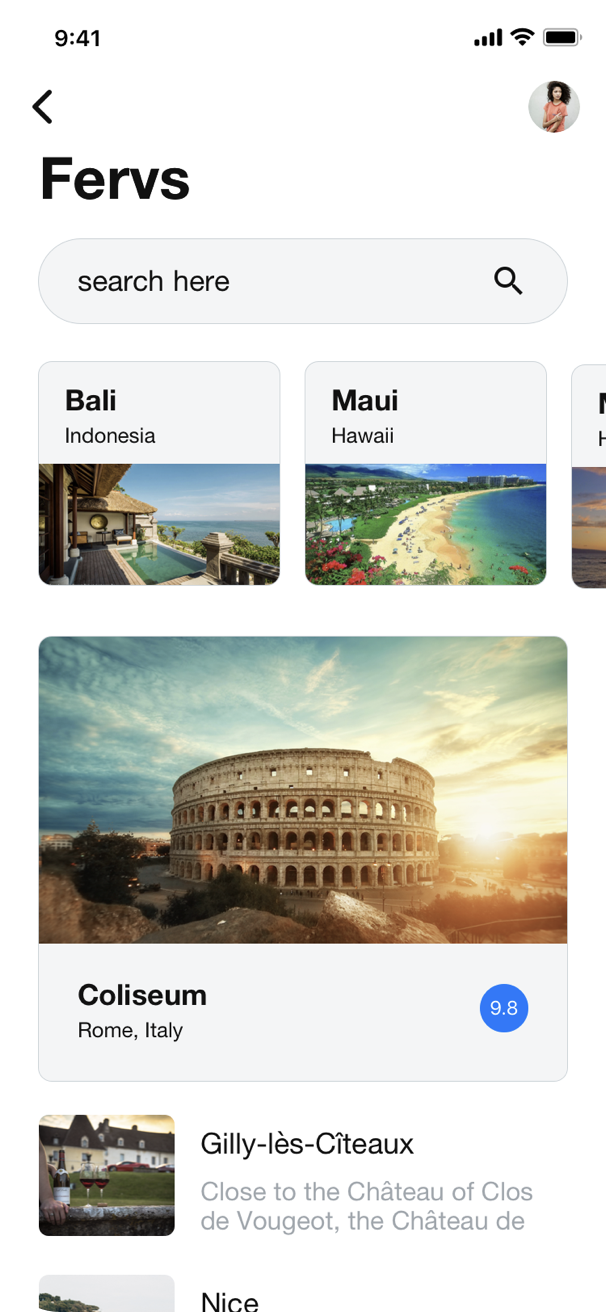 9:41
Fervs
search here
Bali
Indonesia
Maui
Hawaii
Coliseum
Rome, Italy
9.8
Gilly-lès-Cîteaux
Close to the Château of Clos
de Vougeot, the Château de
Nice